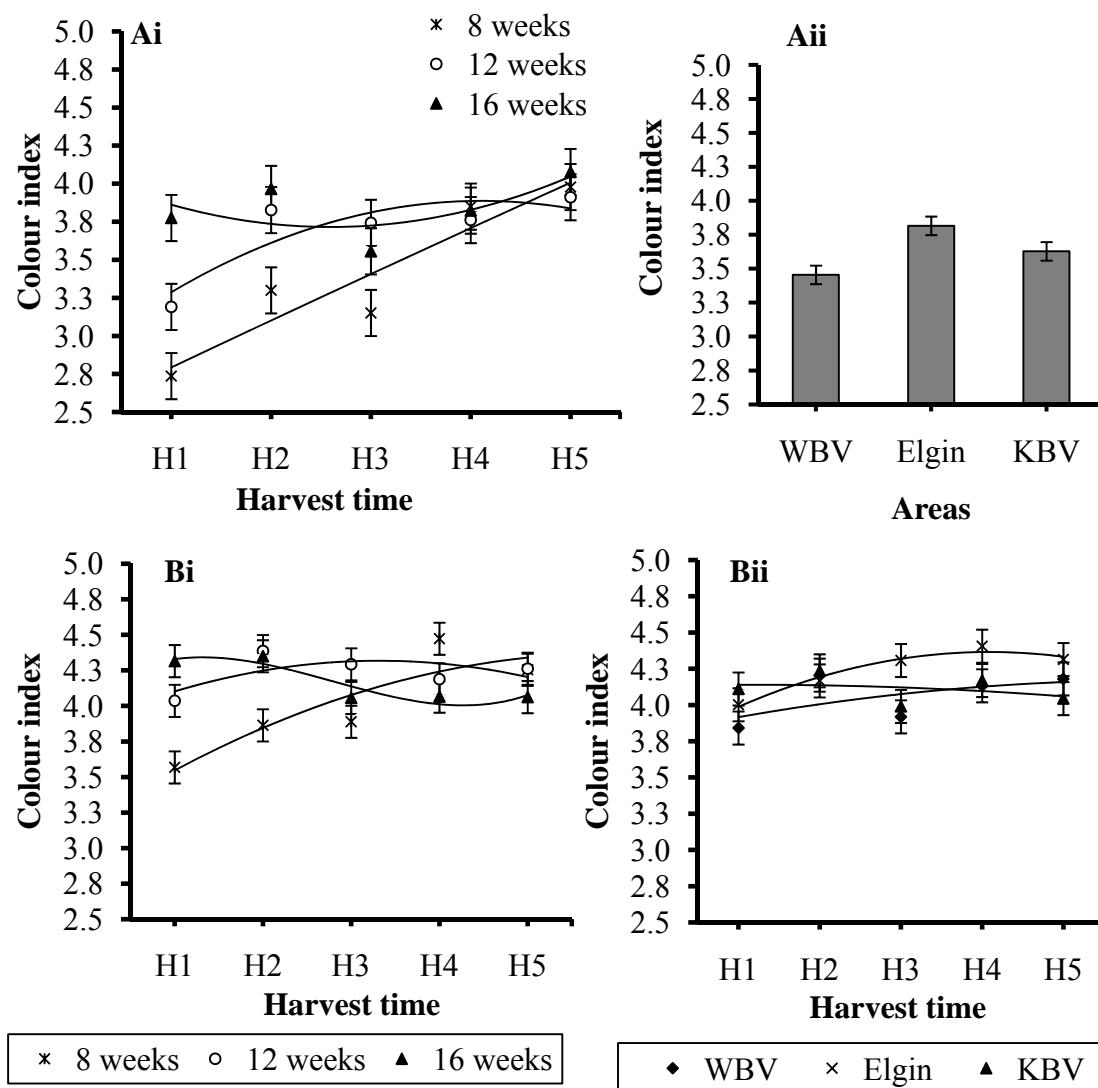 Ai
8 weeks
12 weeks
16 weeks
Colour index
5.0
4.8
4.5
4.3
4.0
3.8
3.5
3.3
3.0
2.8
2.5
H1 H2 H3 H4 H5
Harvest time
Aii
Colour index
5.0
4.8
4.5
4.3
4.0
3.8
3.5
3.3
3.0
2.8
2.5
WBV Elgin KBV
Areas
Bi
Colour index
5.0
4.8
4.5
4.3
4.0
3.8
3.5
3.3
3.0
2.8
2.5
H1 H2 H3 H4 H5
Harvest time
8 weeks 12 weeks 16 weeks
Bii
Colour index
5.0
4.8
4.5
4.3
4.0
3.8
3.5
3.3
3.0
2.8
2.5
H1 H2 H3 H4 H5
Harvest time
WBV Elgin KBV